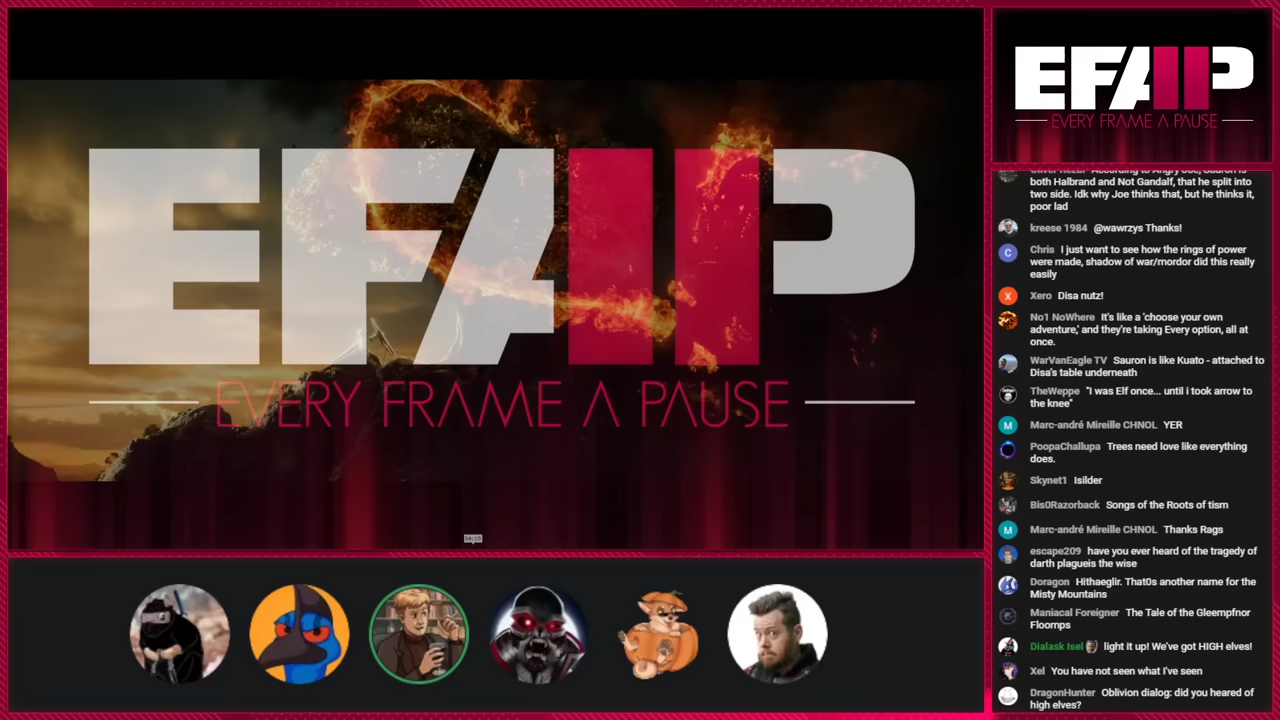 EFAP
EVERY FRAME A PAUSE
EFAP
EVERY FRAME A PAUSE
both Halbrand and Not Gandalf, that he split into
two side. Idk why Joe thinks that, but he thinks it,
poor lad
kreese 1984 @wawrzys Thanks!
C
Chris I just want to see how the rings of power
were made, shadow of war/mordor did this really
easily
X
Xero Disa nutz!
No1 NoWhere It's like a 'choose your own
adventure,' and they're taking Every option, all at
once.
WarVanEagle TV Sauron is like Kuato - attached to
Disa's table underneath
TheWeppe "I was Elf once... until i took arrow to
the knee"
M
Marc-andré Mireille CHNOL YER
PoopaChallupa Trees need love like everything
does.
Skynet1 Isilder
Bis0Razorback Songs of the Roots of tism
M
Marc-andré Mireille CHNOL Thanks Rags
escape209 have you ever heard of the tragedy of
darth plagueis the wise
Doragon Hithaeglir. That0s another name for the
Misty Mountains
Maniacal Foreigner The Tale of the Gleempfnor
Floomps
Dialask Isel light it up! We've got HIGH elves!
Xel You have not seen what I've seen
DragonHunter Oblivion dialog: did you heared of
high elves?